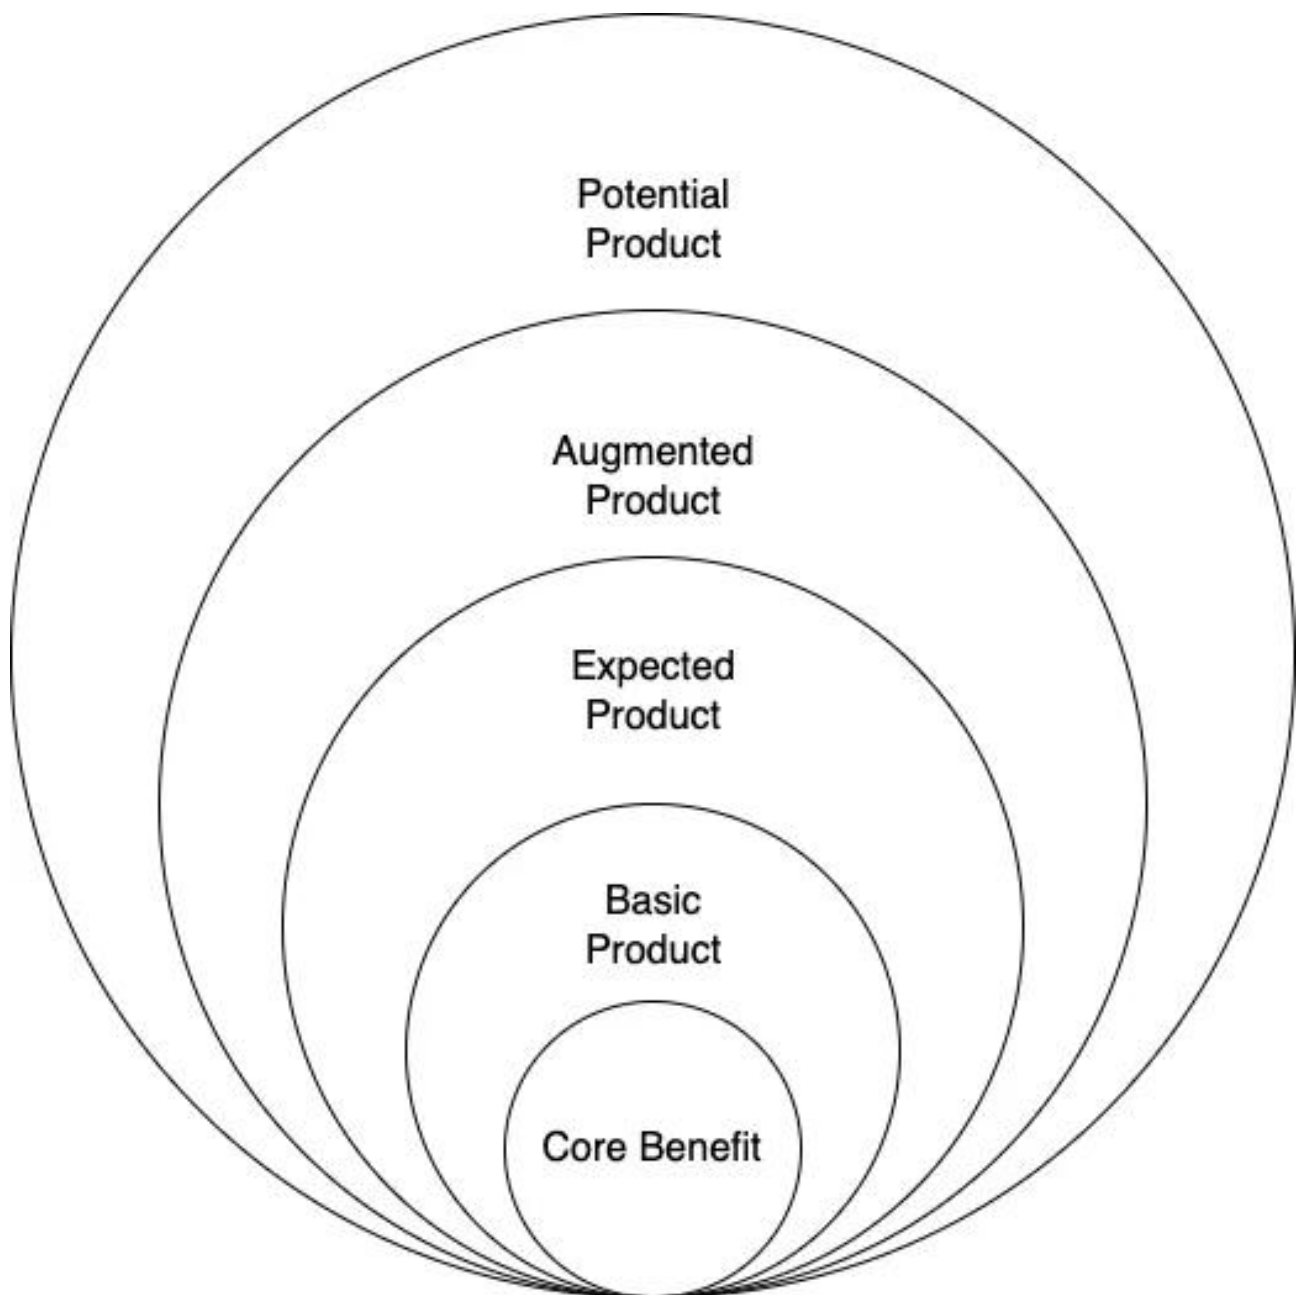 Potential
Product
Augmented
Product
Expected
Product
Basic
Product
Core Benefit